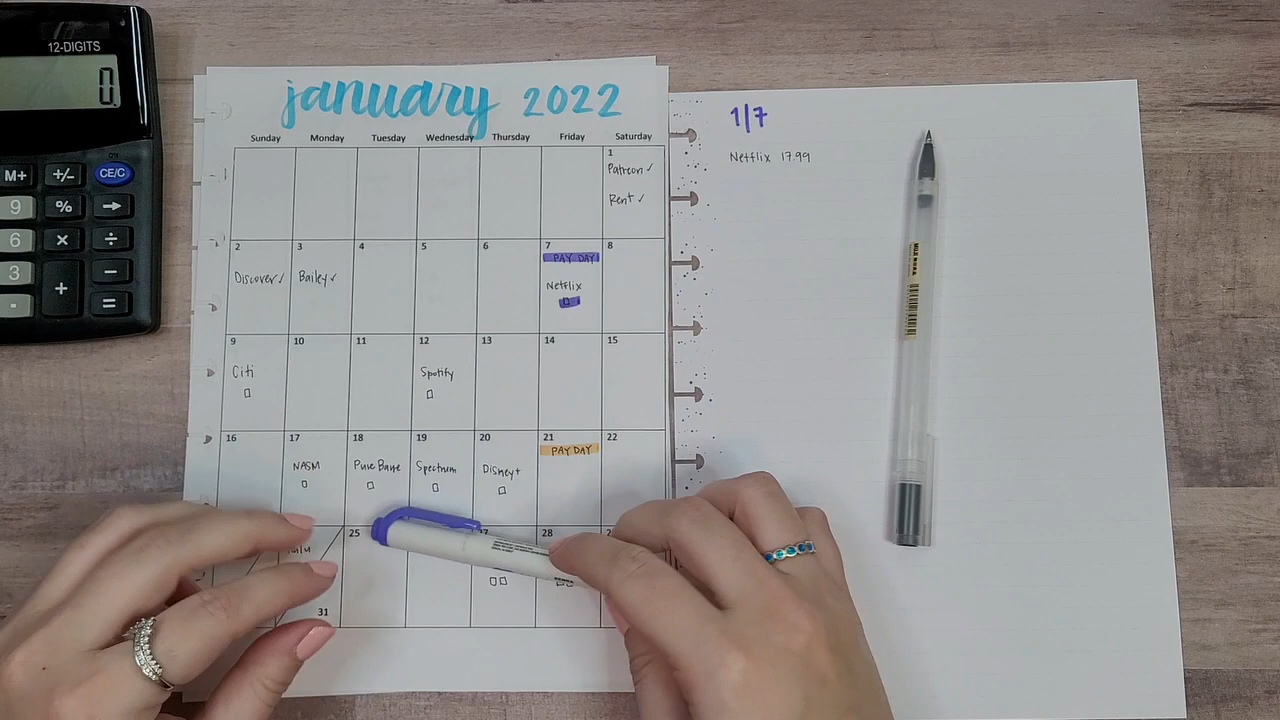 12-DIGITS
0.
M+ +/- CE/C
9 % →
6 × ÷
3 + −
· =
january 2022
Sunday Monday Tuesday Wednesday Thursday Friday Saturday
1
Patreon ✓
Rent ✓
2 3 4 5 6 7 8
PAY DAY
Discover ✓ Bailey ✓ Netflix
9 10 11 12 13 14 15
Citi Spotify
16 17 18 19 20 21 22
PAY DAY
NASM Pure Barre Spectrum Disney+
25 28
31
1/7
Netflix 17.99